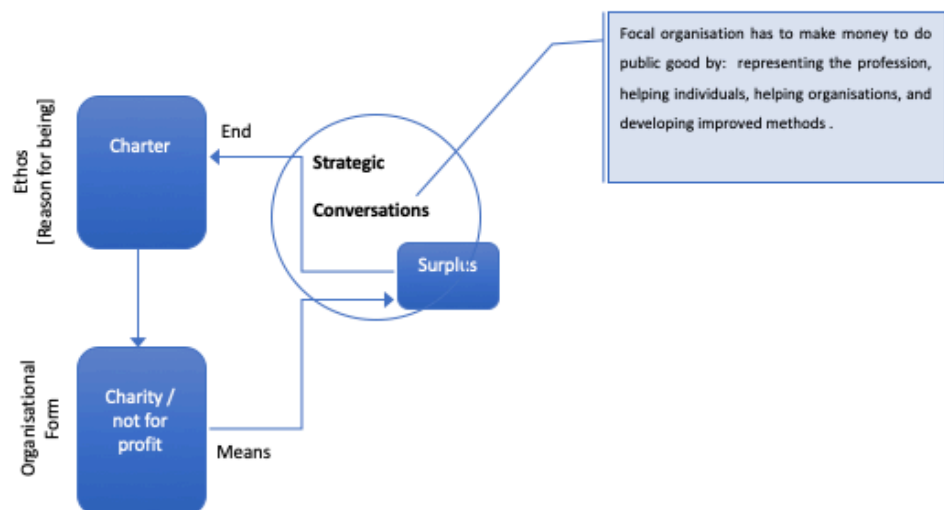 Focal organisation has to make money to do
public good by: representing the profession,
helping individuals, helping organisations, and
developing improved methods .
Ethos
[Reason for being]
Charter
End
Strategic
Conversations
Surplus
Organisational
Form
Charity /
not for
profit
Means